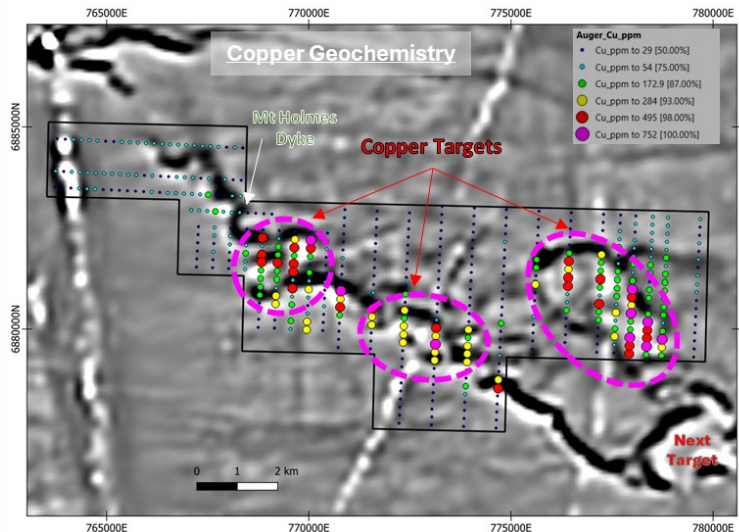 765000E
770000E
775000E
780000E
Copper Geochemistry
Auger_Cu_ppm
Cu_ppm to 29 [50.00%]
Cu_ppm to 54 [75.00%]
Cu_ppm to 172.9 [87.00%]
Cu_ppm to 284 [93.00%]
Cu_ppm to 495 [98.00%]
Cu_ppm to 752 [100.00%]
6885000N
Mt Holmes
Dyke
Copper Targets
6880000N
Next
Target
0 1 2 km
765000E
770000E
775000E
780000E